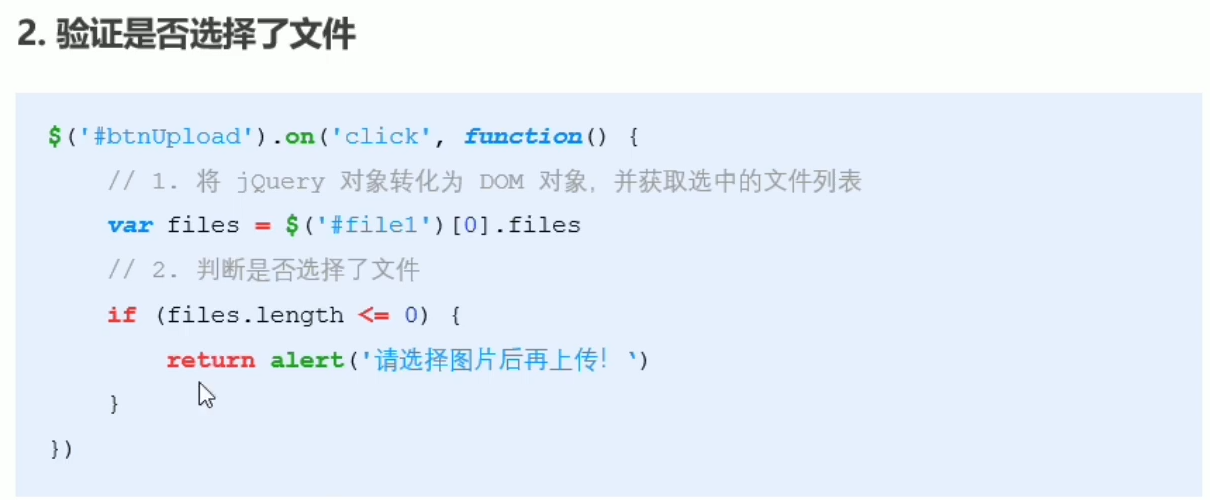 2. 验证是否选择了文件
$('#btnUpload').on('click', function() {
// 1. 将 jQuery 对象转化为 DOM 对象，并获取选中的文件列表
var files = $('#file1')[0].files
// 2. 判断是否选择了文件
if (files.length <= 0) {
return alert('请选择图片后再上传！‘)
}
})